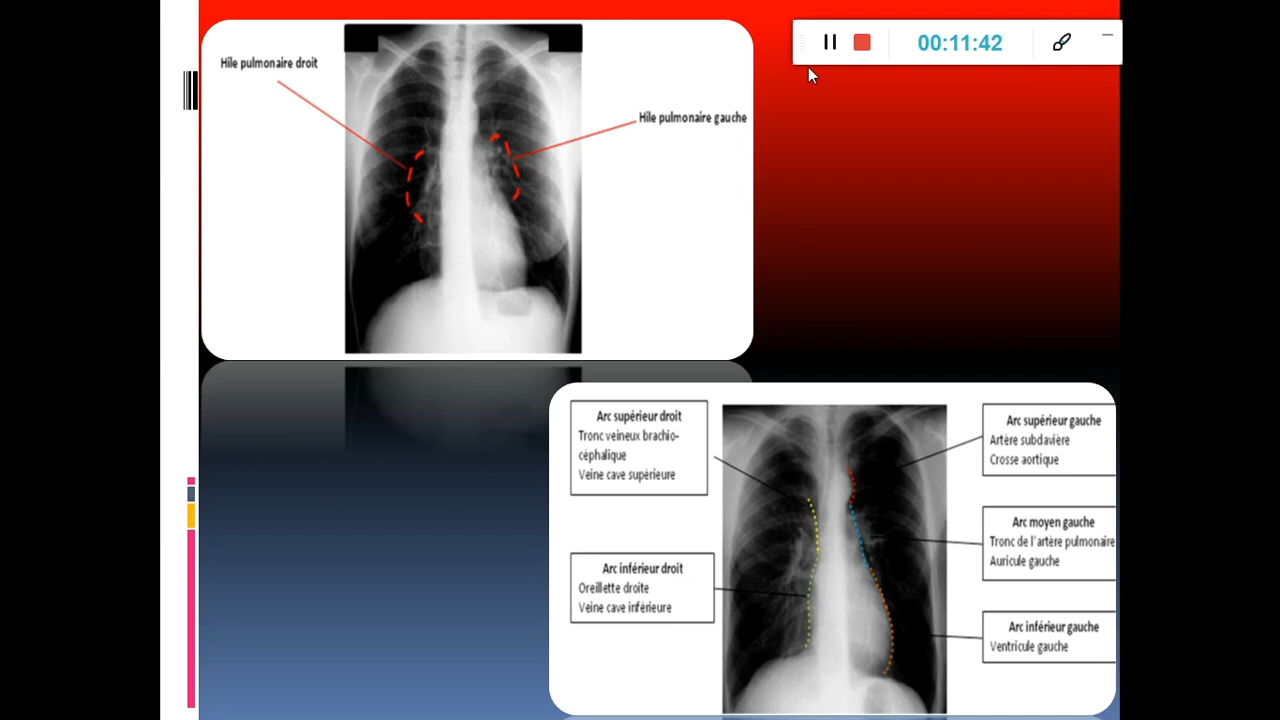 Hile pulmonaire droit
Hile pulmonaire gauche
00:11:42
Arc supérieur droit
Tronc veineux brachio-
céphalique
Veine cave supérieure
Arc inférieur droit
Oreillette droite
Veine cave inférieure
Arc supérieur gauche
Artère subdavière
Crosse aortique
Arc moyen gauche
Tronc de l'artère pulmonaire
Auricule gauche
Arc inférieur gauche
Ventricule gauche